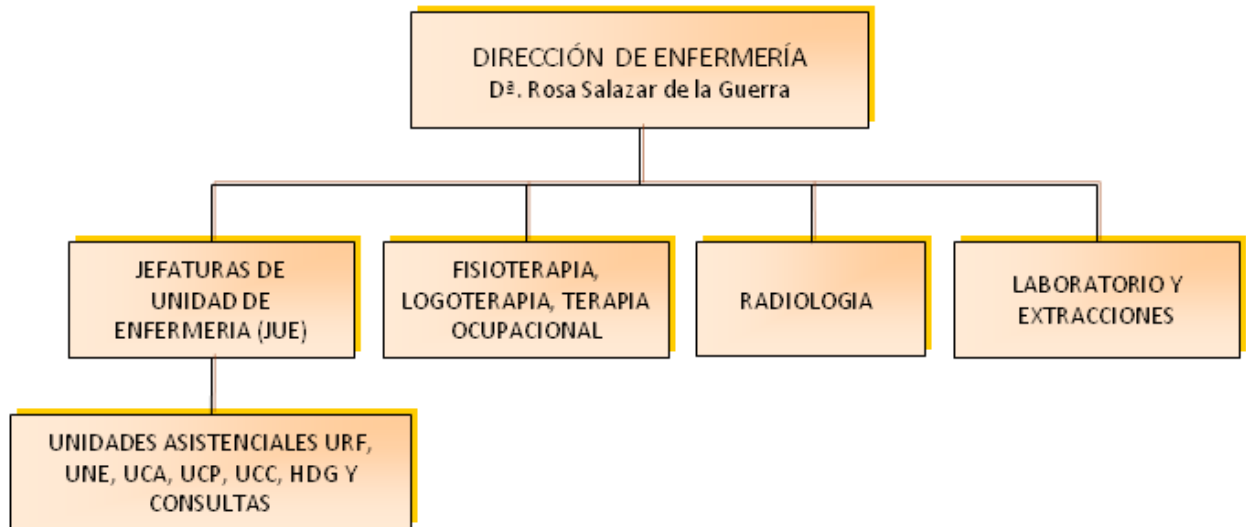 DIRECCIÓN DE ENFERMERÍA
Dª. Rosa Salazar de la Guerra
JEFATURAS DE
UNIDAD DE
ENFERMERIA (JUE)
FISIOTERAPIA,
LOGOTERAPIA, TERAPIA
OCUPACIONAL
RADIOLOGIA
LABORATORIO Y
EXTRACCIONES
UNIDADES ASISTENCIALES URF,
UNE, UCA, UCP, UCC, HDG Y
CONSULTAS